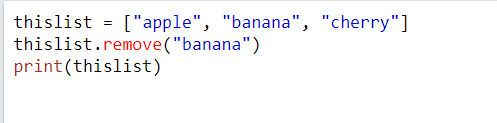 thislist = ["apple", "banana", "cherry"]
thislist.remove("banana")
print(thislist)